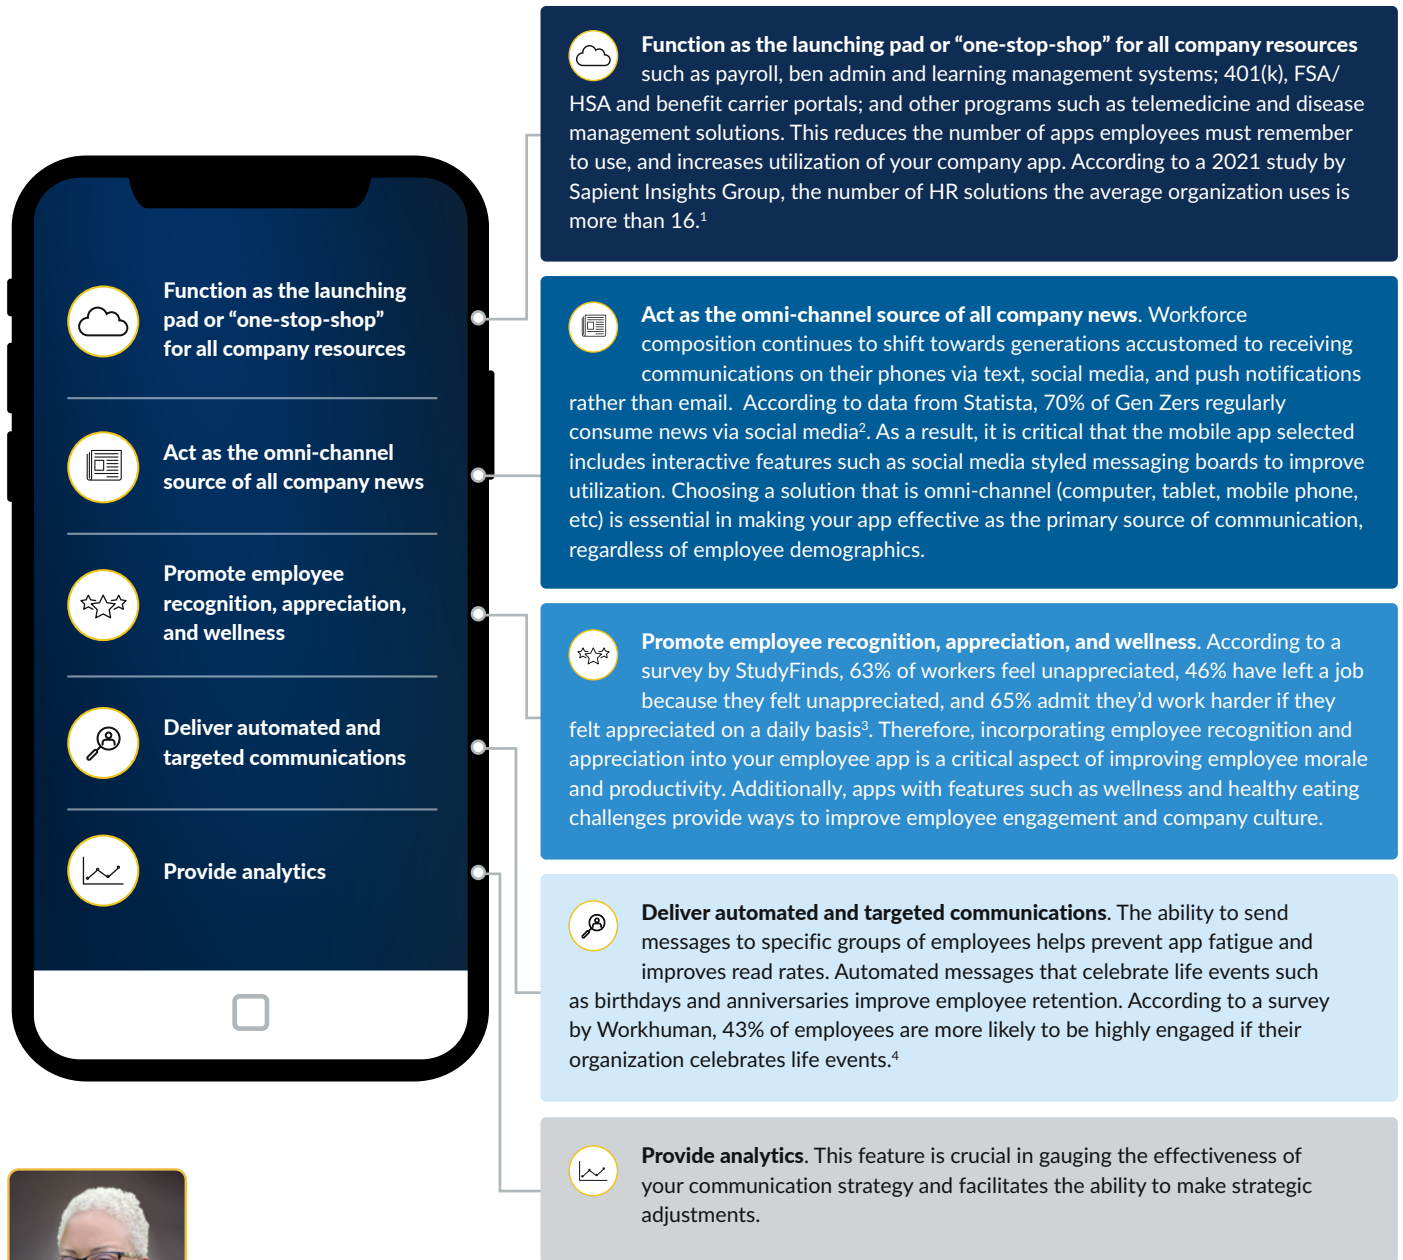 Function as the launching
pad or “one-stop-shop”
for all company resources
Act as the omni-channel
source of all company news
Promote employee
recognition, appreciation,
and wellness
Deliver automated and
targeted communications
Provide analytics
Function as the launching pad or “one-stop-shop” for all company resources
such as payroll, ben admin and learning management systems; 401(k), FSA/
HSA and benefit carrier portals; and other programs such as telemedicine and disease
management solutions. This reduces the number of apps employees must remember
to use, and increases utilization of your company app. According to a 2021 study by
Sapient Insights Group, the number of HR solutions the average organization uses is
more than 16.¹
Act as the omni-channel source of all company news. Workforce
composition continues to shift towards generations accustomed to receiving
communications on their phones via text, social media, and push notifications
rather than email.  According to data from Statista, 70% of Gen Zers regularly
consume news via social media². As a result, it is critical that the mobile app selected
includes interactive features such as social media styled messaging boards to improve
utilization. Choosing a solution that is omni-channel (computer, tablet, mobile phone,
etc) is essential in making your app effective as the primary source of communication,
regardless of employee demographics.
Promote employee recognition, appreciation, and wellness. According to a
survey by StudyFinds, 63% of workers feel unappreciated, 46% have left a job
because they felt unappreciated, and 65% admit they’d work harder if they
felt appreciated on a daily basis³. Therefore, incorporating employee recognition and
appreciation into your employee app is a critical aspect of improving employee morale
and productivity. Additionally, apps with features such as wellness and healthy eating
challenges provide ways to improve employee engagement and company culture.
Deliver automated and targeted communications. The ability to send
messages to specific groups of employees helps prevent app fatigue and
improves read rates. Automated messages that celebrate life events such
as birthdays and anniversaries improve employee retention. According to a survey
by Workhuman, 43% of employees are more likely to be highly engaged if their
organization celebrates life events.⁴
Provide analytics. This feature is crucial in gauging the effectiveness of
your communication strategy and facilitates the ability to make strategic
adjustments.